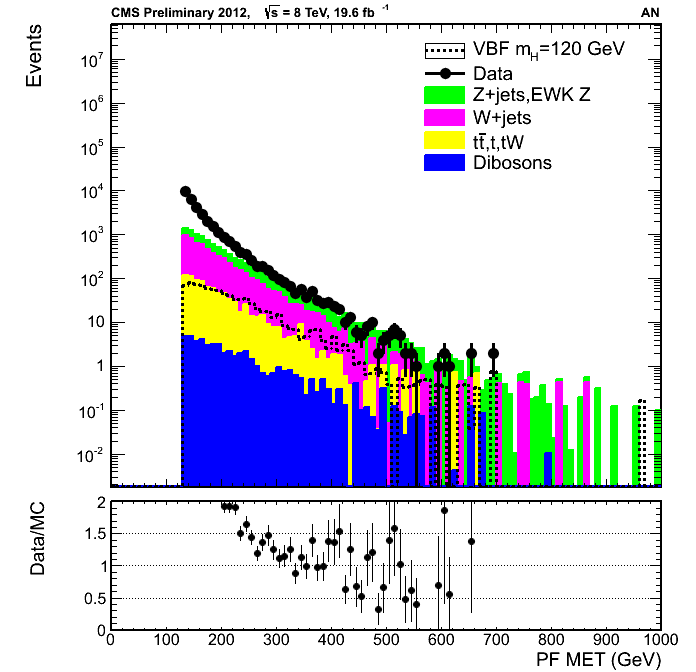 CMS Preliminary 2012, √s = 8 TeV, 19.6 fb⁻¹ AN
Events
VBF m_H=120 GeV
Data
Z+jets,EWK Z
W+jets
tt̄,t,tW
Dibosons
10⁷
10⁶
10⁵
10⁴
10³
10²
10
1
10⁻¹
10⁻²
Data/MC
2
1.5
1
0.5
0
0 100 200 300 400 500 600 700 800 900 1000
PF MET (GeV)